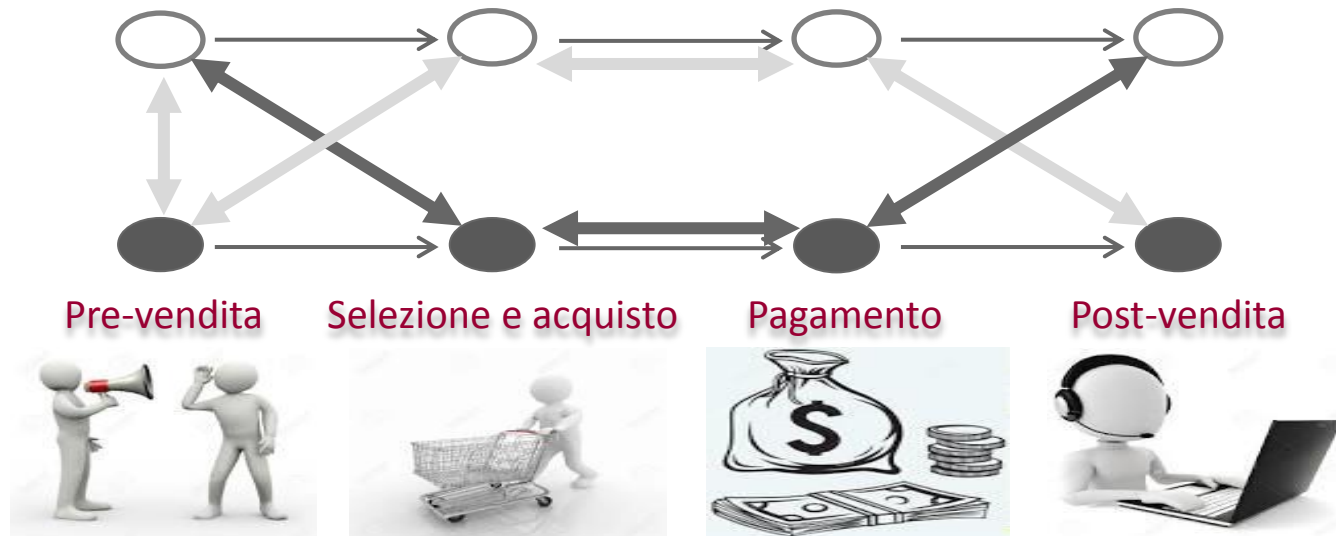 Pre-vendita
Selezione e acquisto
Pagamento
Post-vendita
$